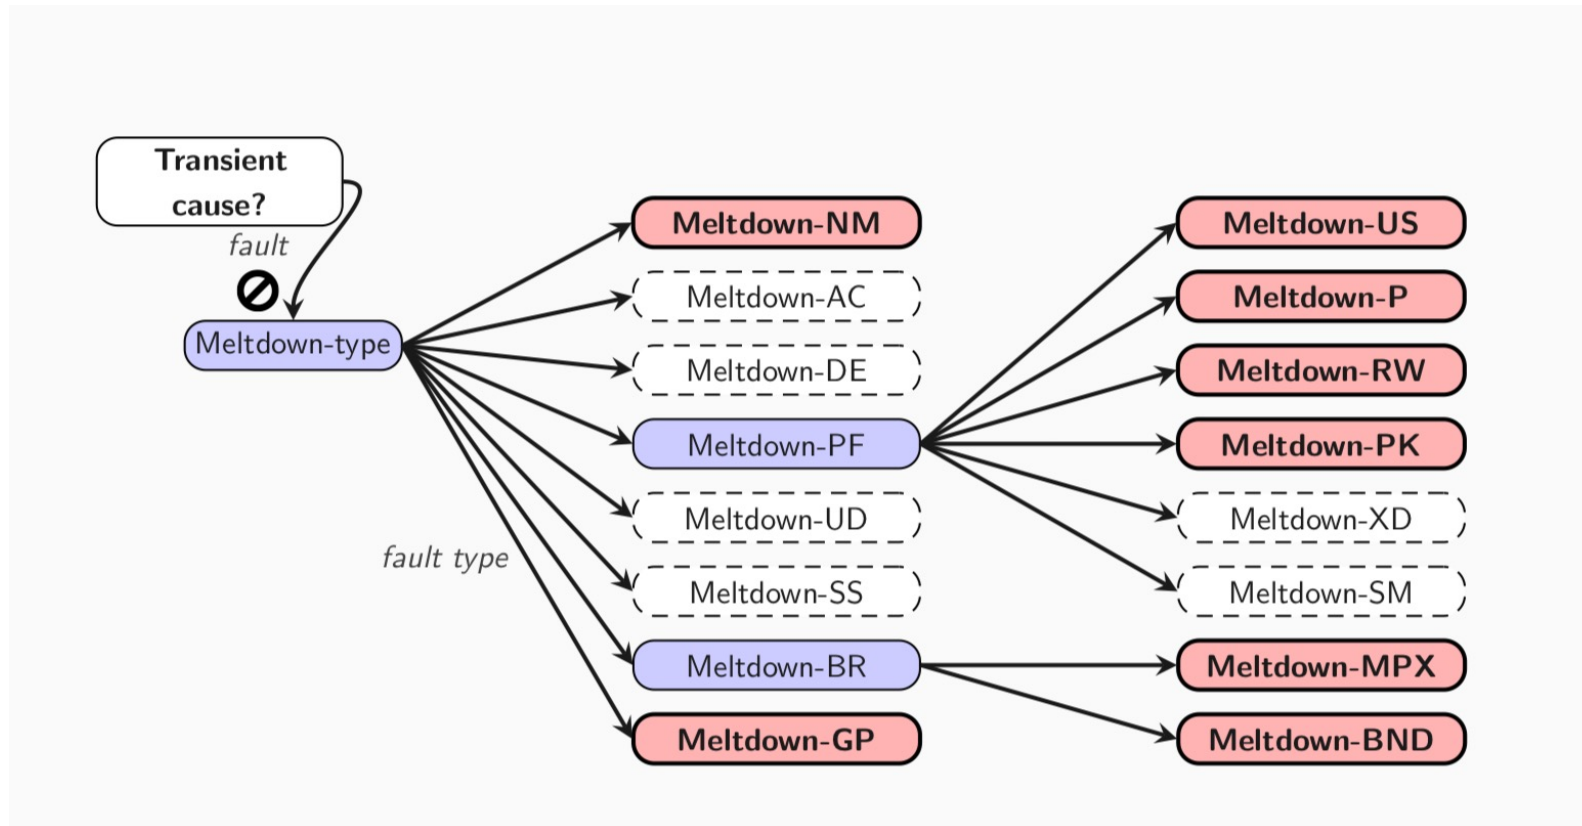 Transient
cause?
fault
Meltdown-type
fault type
Meltdown-NM
Meltdown-AC
Meltdown-DE
Meltdown-PF
Meltdown-UD
Meltdown-SS
Meltdown-BR
Meltdown-GP
Meltdown-US
Meltdown-P
Meltdown-RW
Meltdown-PK
Meltdown-XD
Meltdown-SM
Meltdown-MPX
Meltdown-BND